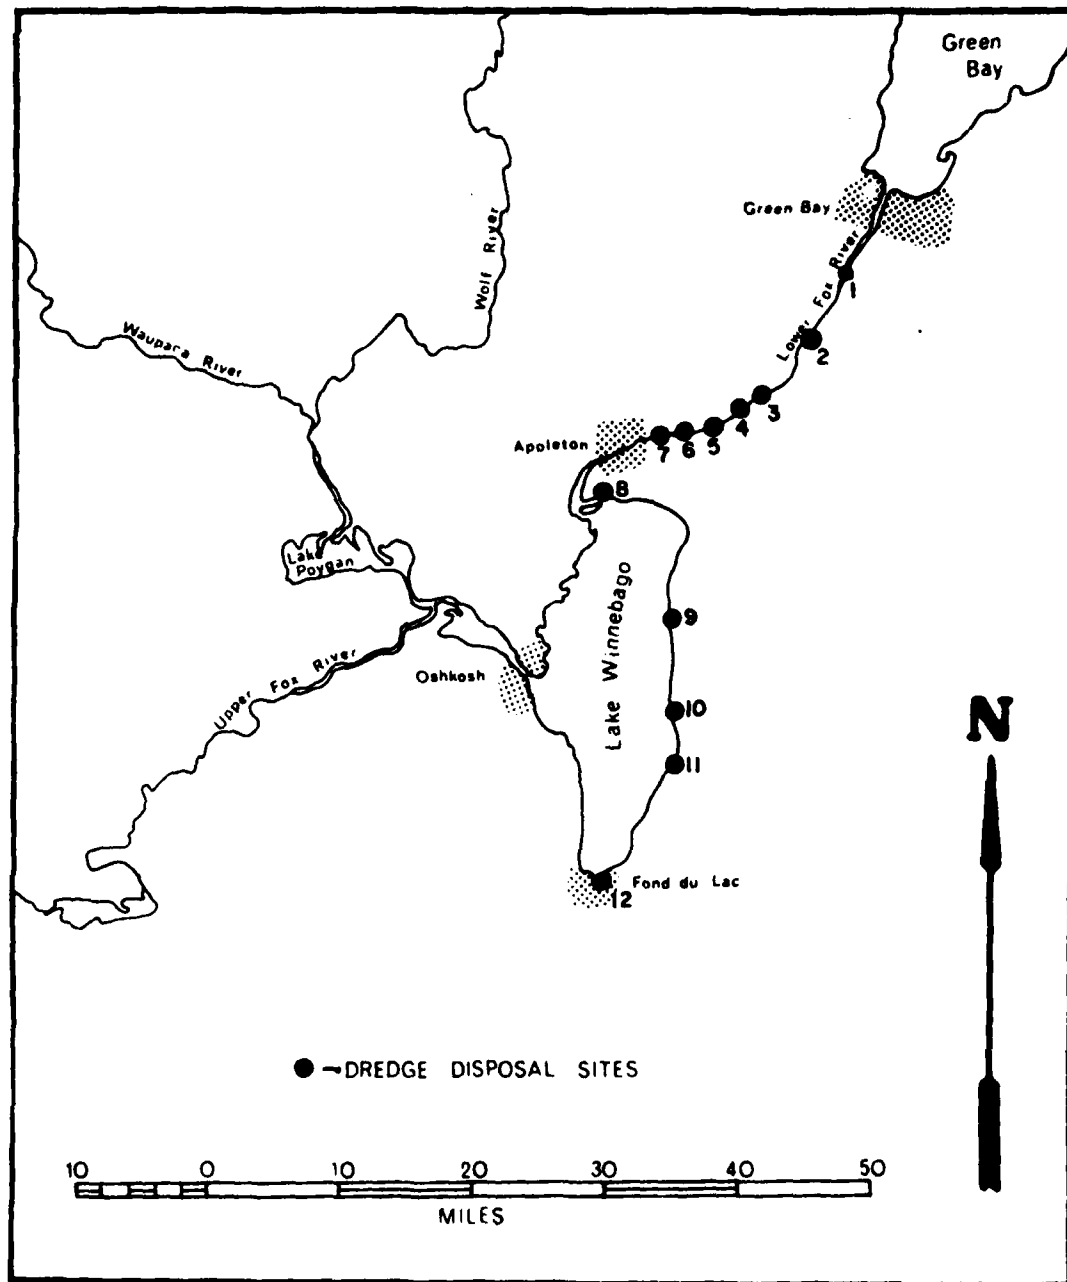 Green
Bay
Green Bay
Lower Fox River
1
2
3
4
5
6
7
Appleton
8
Wolf River
Waupara River
Lake
Poygan
Lake Winnebago
9
Oshkosh
Upper Fox River
10
11
N
Fond du Lac
12
DREDGE DISPOSAL SITES
10 0 10 20 30 40 50
MILES